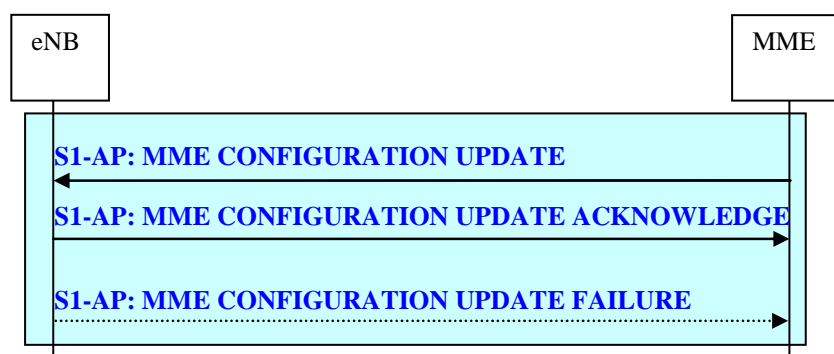 eNB
MME
S1-AP: MME CONFIGURATION UPDATE
S1-AP: MME CONFIGURATION UPDATE ACKNOWLEDGE
S1-AP: MME CONFIGURATION UPDATE FAILURE